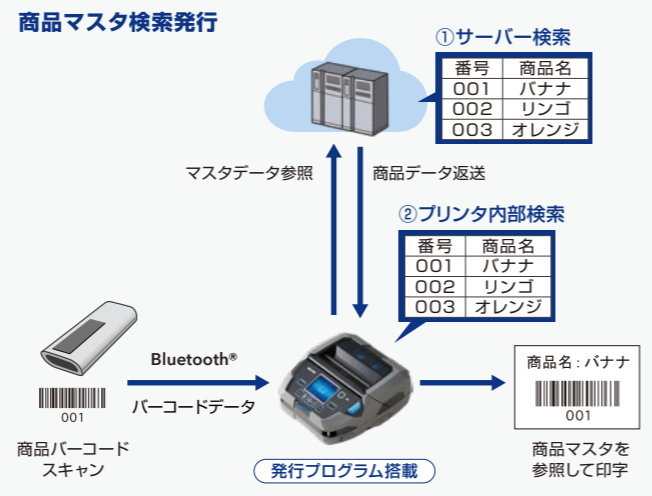 商品マスタ検索発行
①サーバー検索
番号 商品名
001 バナナ
002 リンゴ
003 オレンジ
マスタデータ参照
商品データ返送
②プリンタ内部検索
番号 商品名
001 バナナ
002 リンゴ
003 オレンジ
Bluetooth®
バーコードデータ
001
商品バーコード
スキャン
発行プログラム搭載
商品名：バナナ
001
商品マスタを
参照して印字